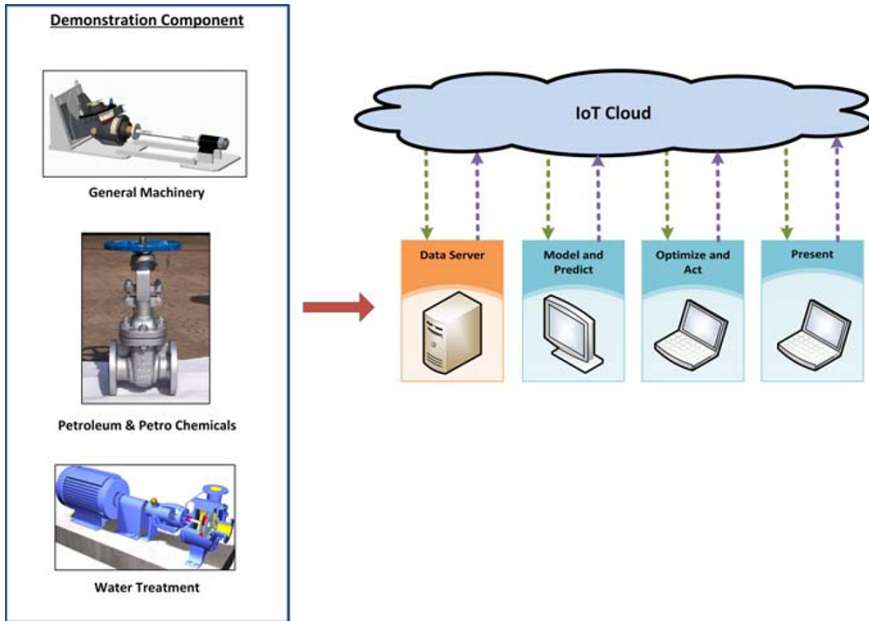 Demonstration Component
General Machinery
Petroleum & Petro Chemicals
Water Treatment
IoT Cloud
Data Server
Model and
Predict
Optimize and
Act
Present